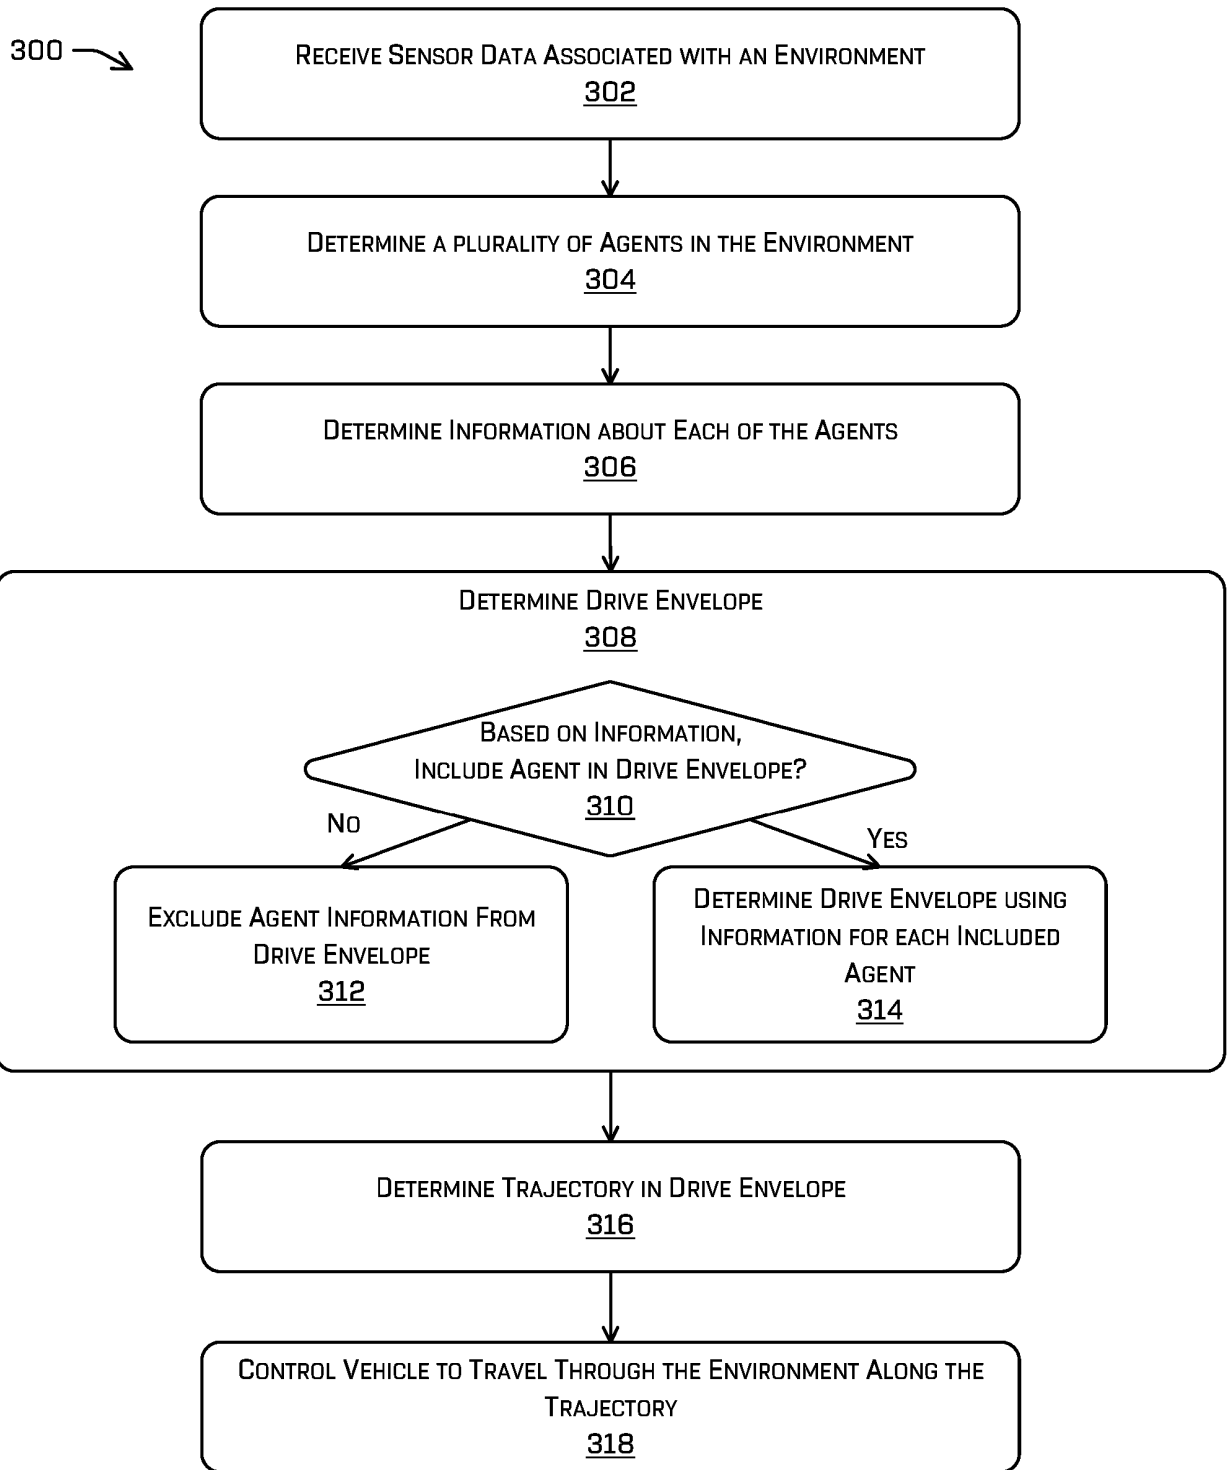 300
Receive Sensor Data Associated with an Environment
302
Determine a plurality of Agents in the Environment
304
Determine Information about Each of the Agents
306
Determine Drive Envelope
308
Based on Information,
Include Agent in Drive Envelope?
310
No
Yes
Exclude Agent Information From
Drive Envelope
312
Determine Drive Envelope using
Information for each Included
Agent
314
Determine Trajectory in Drive Envelope
316
Control Vehicle to Travel Through the Environment Along the
Trajectory
318